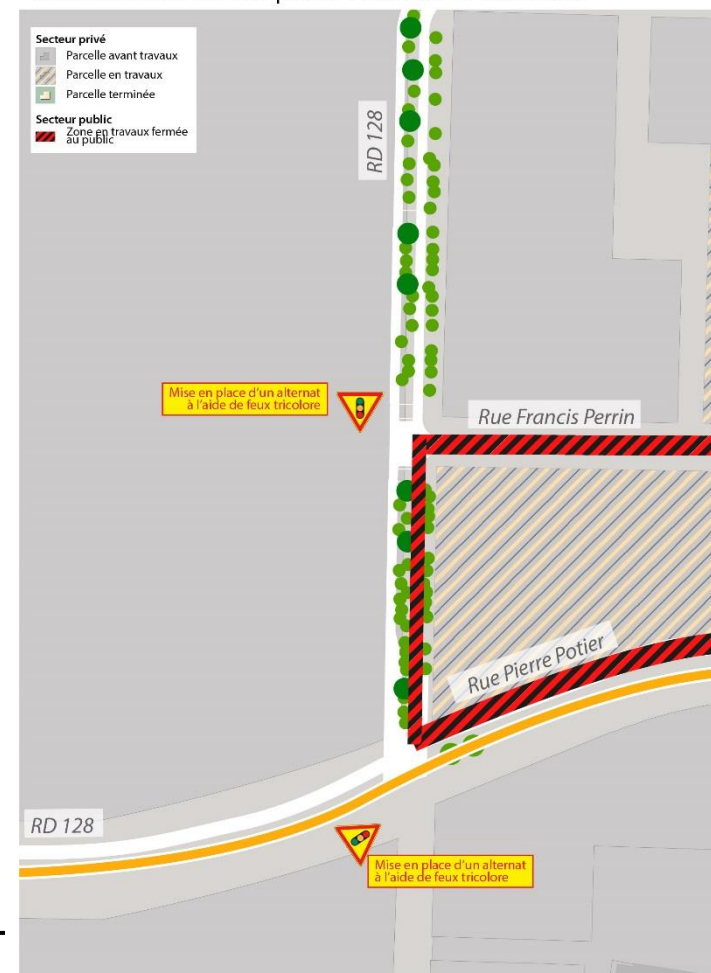 Secteur privé
Parcelle avant travaux
Parcelle en travaux
Parcelle terminée
Secteur public
Zone en travaux fermée
au public
RD 128
Mise en place d'un alternat
à l'aide de feux tricolore
Rue Francis Perrin
Rue Pierre Potier
RD 128
Mise en place d'un alternat
à l'aide de feux tricolore